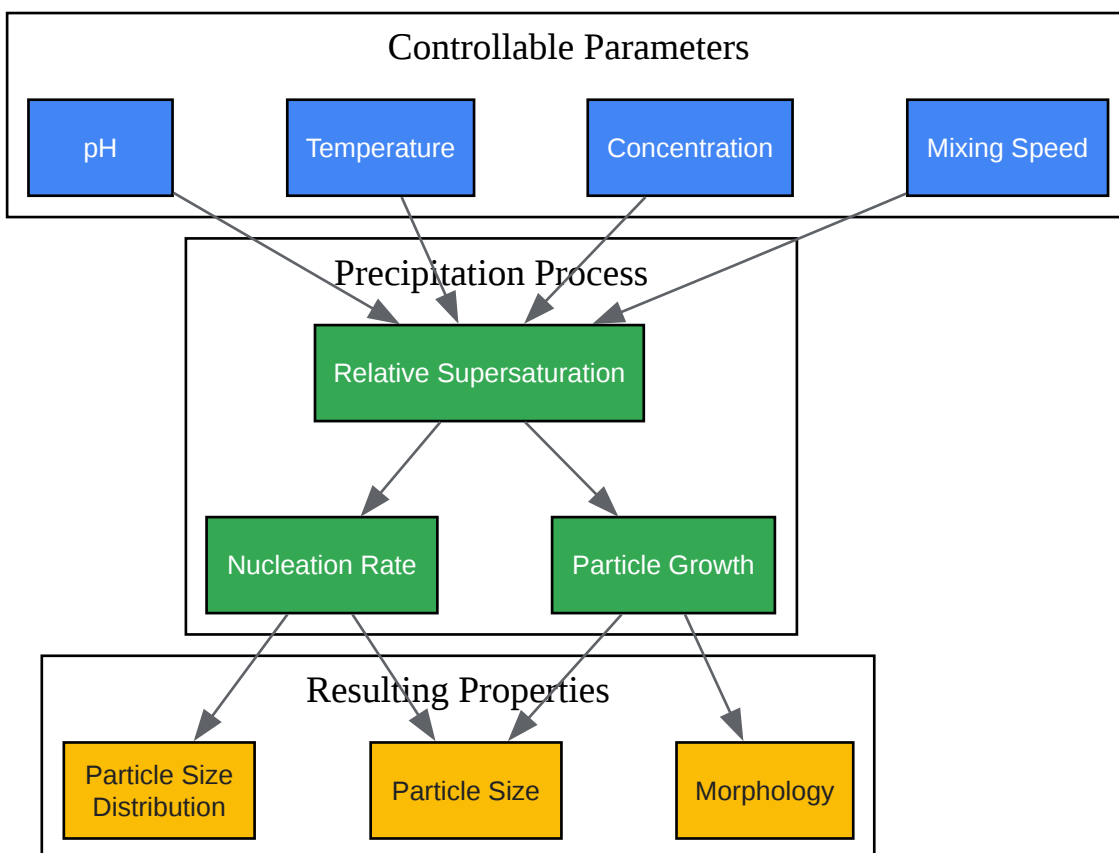 Controllable Parameters
pH
Temperature
Concentration
Mixing Speed
Precipitation Process
Relative Supersaturation
Nucleation Rate
Particle Growth
Resulting Properties
Particle Size
Distribution
Particle Size
Morphology